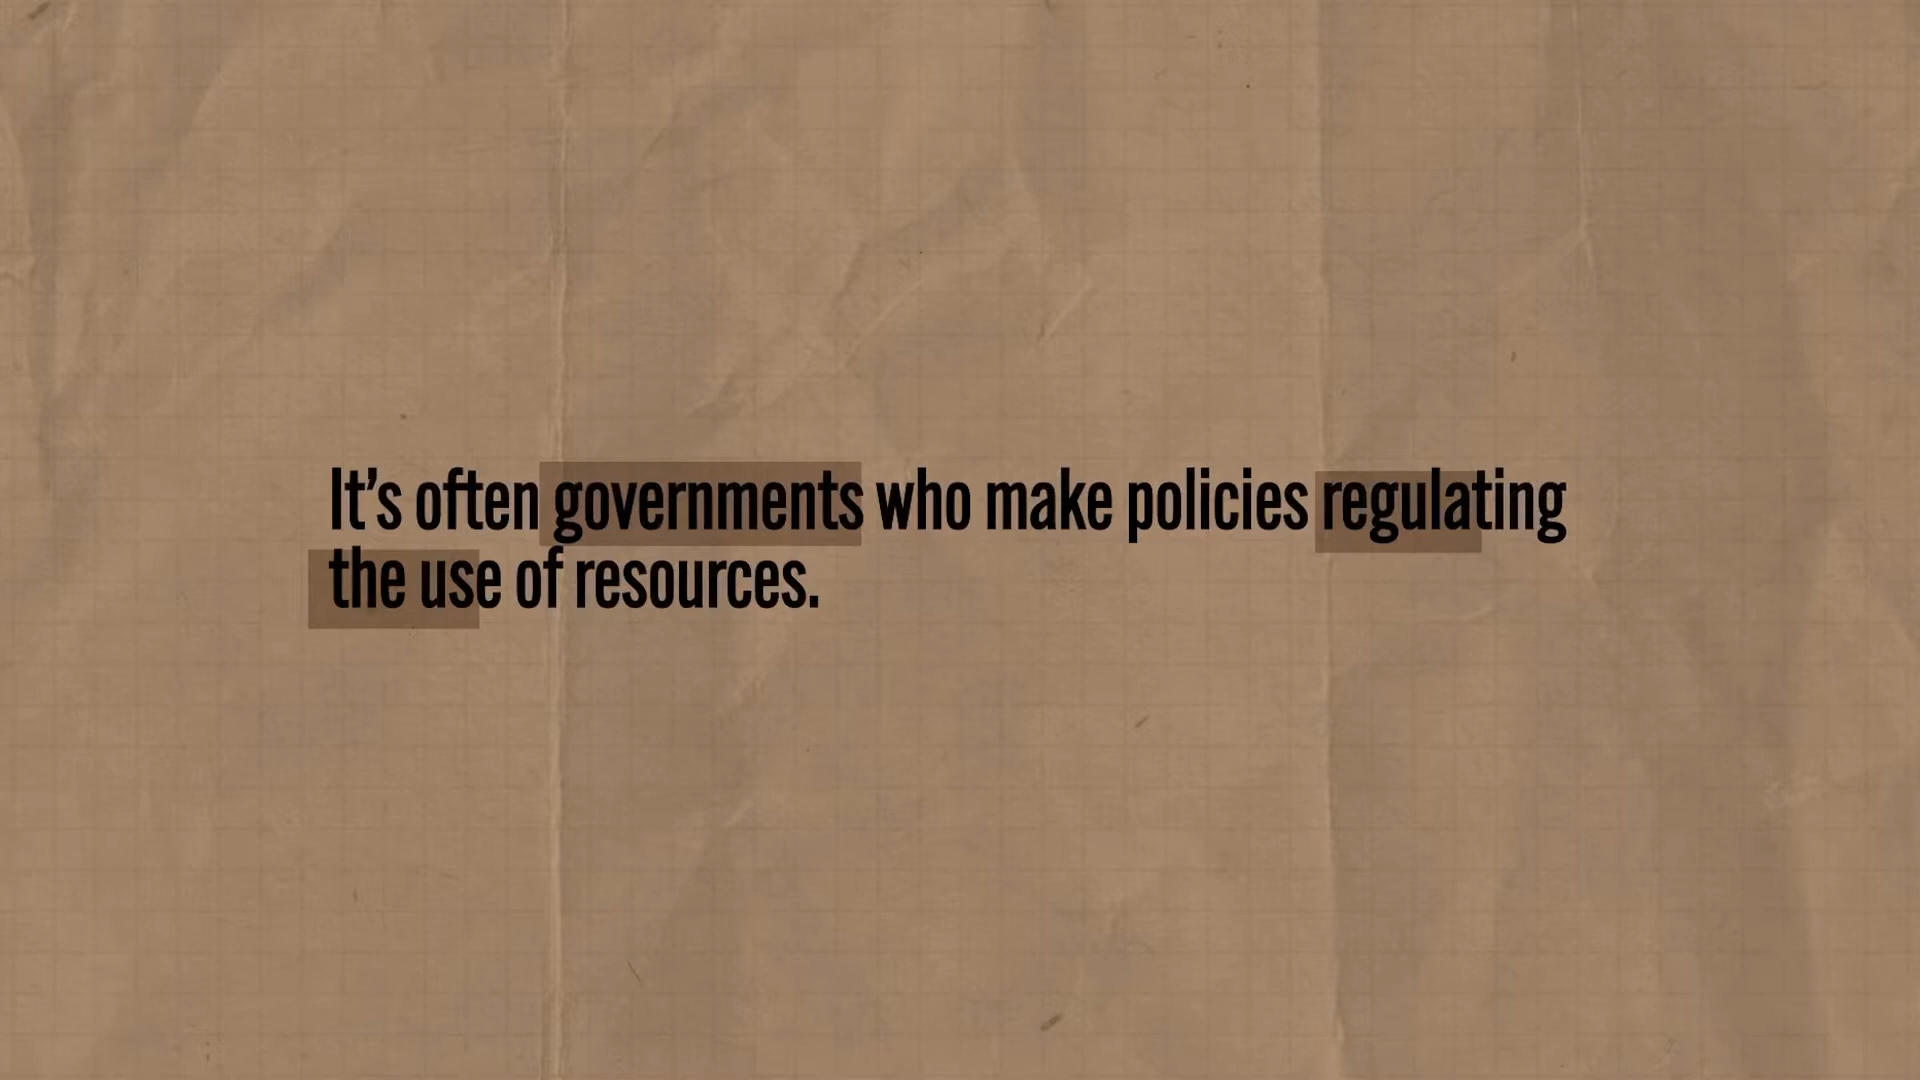 It’s often governments who make policies regulating
the use of resources.